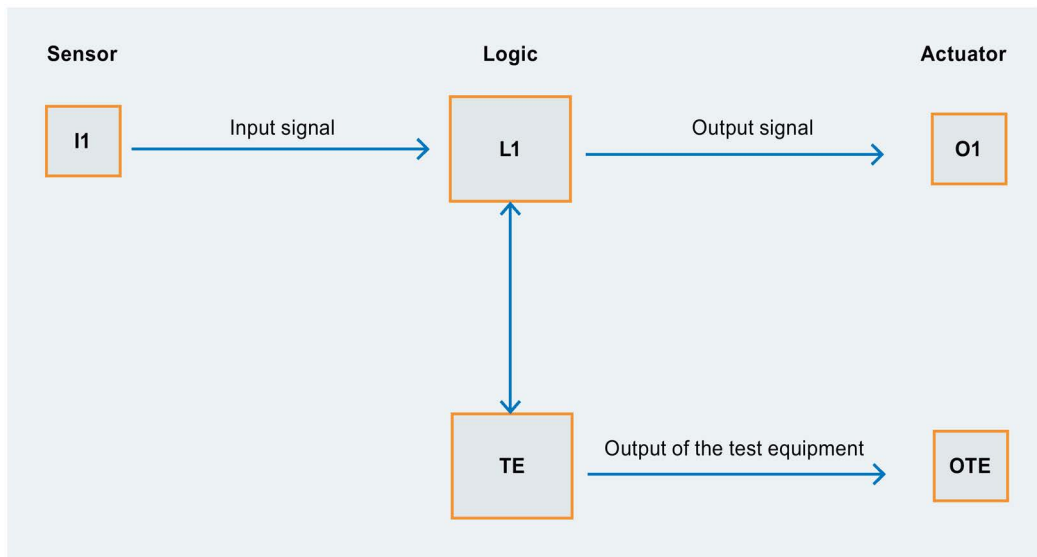 Sensor
Logic
Actuator
I1
Input signal
L1
Output signal
O1
TE
Output of the test equipment
OTE